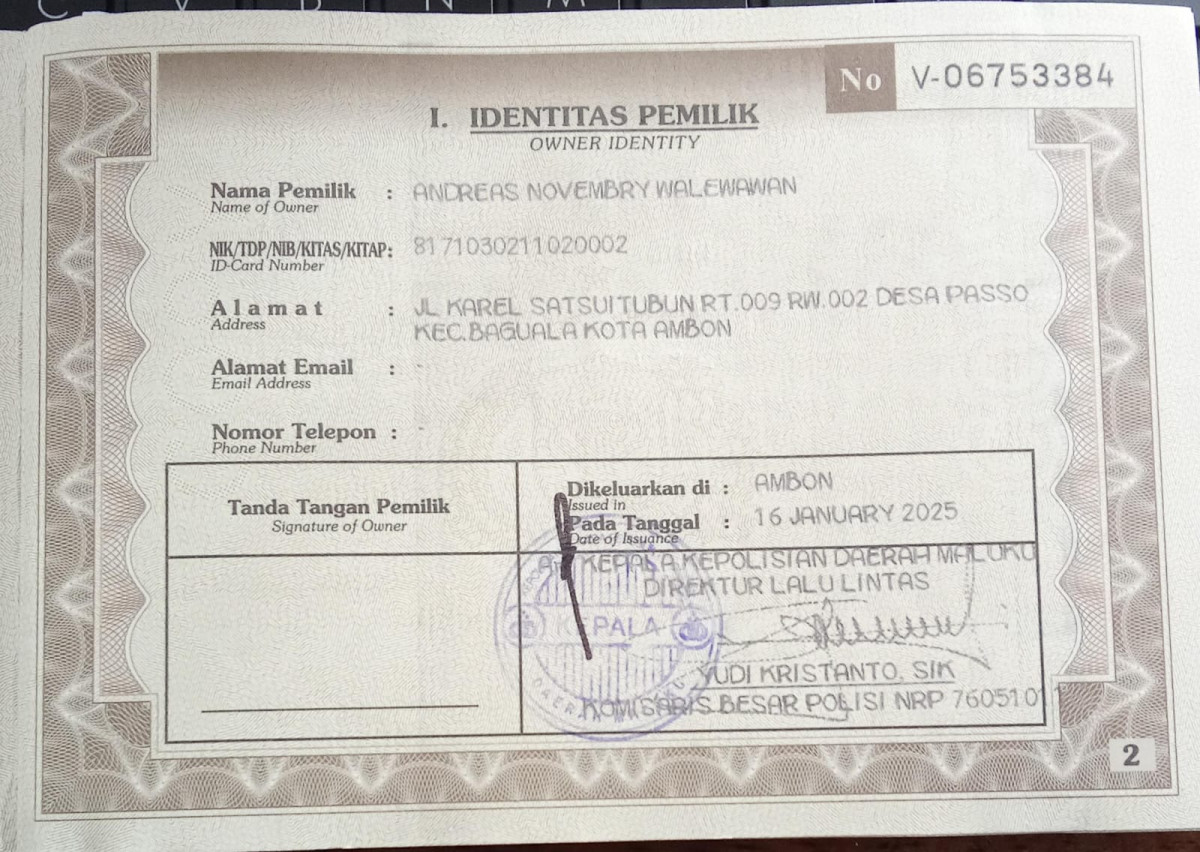 No V-06753384
I. IDENTITAS PEMILIK
OWNER IDENTITY
Nama Pemilik : ANDREAS NOVEMBRY WALEWAWAN
Name of Owner
NIK/TDP/NIB/KITAS/KITAP: 8171030211020002
ID-Card Number
Alamat : JL KAREL SATSUITUBUN RT.009 RW.002 DESA PASSO
Address
KEC.BAGUALA KOTA AMBON
Alamat Email : -
Email Address
Nomor Telepon : -
Phone Number
Tanda Tangan Pemilik
Signature of Owner
Dikeluarkan di : AMBON
Issued in
Pada Tanggal : 16 JANUARY 2025
Date of Issuance
KEPALA KEPOLISIAN DAERAH MALUKU
DIREKTUR LALU LINTAS
KEPALA
YUDI KRISTANTO, SIK
KOMISARIS BESAR POLISI NRP 7605101
2